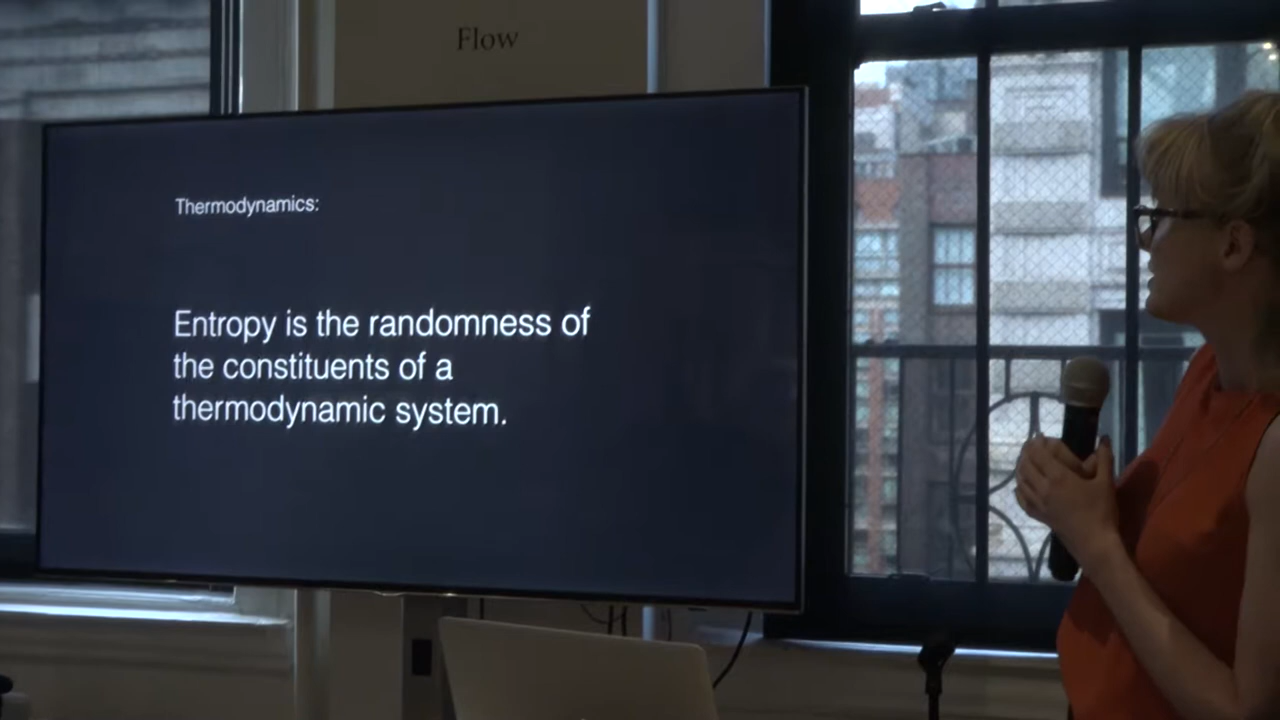 Flow
Thermodynamics:
Entropy is the randomness of
the constituents of a
thermodynamic system.